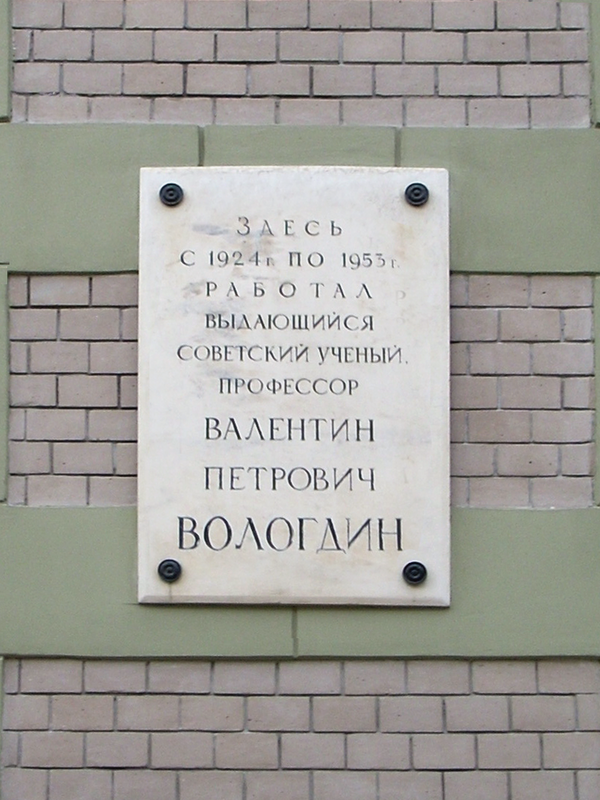 ЗДЕСЬ
С 1924г. ПО 1953г.
РАБОТАЛ
ВЫДАЮЩИЙСЯ
СОВЕТСКИЙ УЧЕНЫЙ,
ПРОФЕССОР
ВАЛЕНТИН
ПЕТРОВИЧ
ВОЛОГДИН